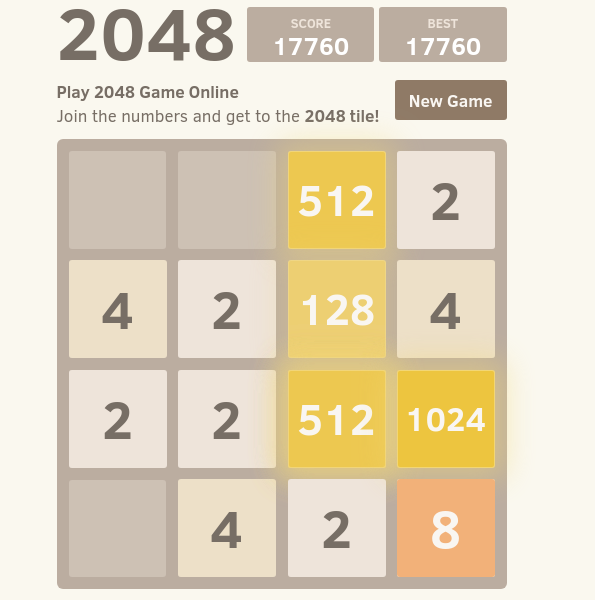 2048
SCORE
17760
BEST
17760
Play 2048 Game Online
Join the numbers and get to the 2048 tile!
New Game
512 2
4 2 128 4
2 2 512 1024
4 2 8